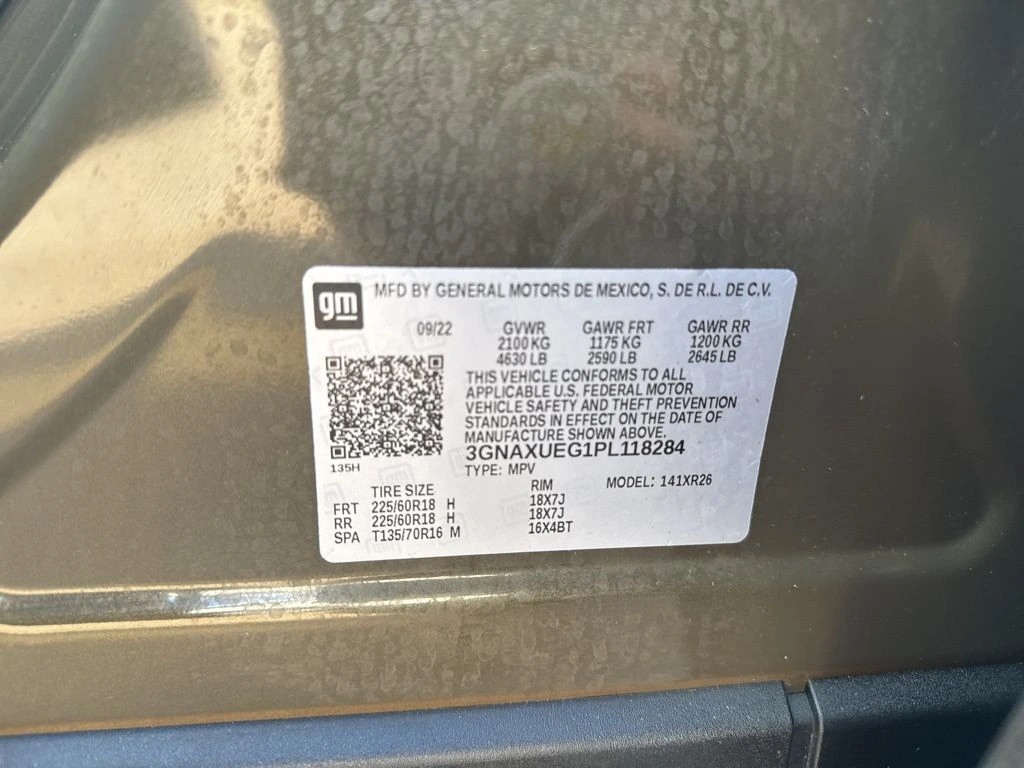 gm MFD BY GENERAL MOTORS DE MEXICO, S. DE R.L. DE C.V.
09/22 GVWR GAWR FRT GAWR RR
2100 KG 1175 KG 1200 KG
4630 LB 2590 LB 2645 LB
THIS VEHICLE CONFORMS TO ALL
APPLICABLE U.S. FEDERAL MOTOR
VEHICLE SAFETY AND THEFT PREVENTION
STANDARDS IN EFFECT ON THE DATE OF
MANUFACTURE SHOWN ABOVE.
3GNAXUEG1PL118284
135H TYPE: MPV
TIRE SIZE RIM MODEL: 141XR26
FRT 225/60R18 H 18X7J
RR 225/60R18 H 18X7J
SPA T135/70R16 M 16X4BT